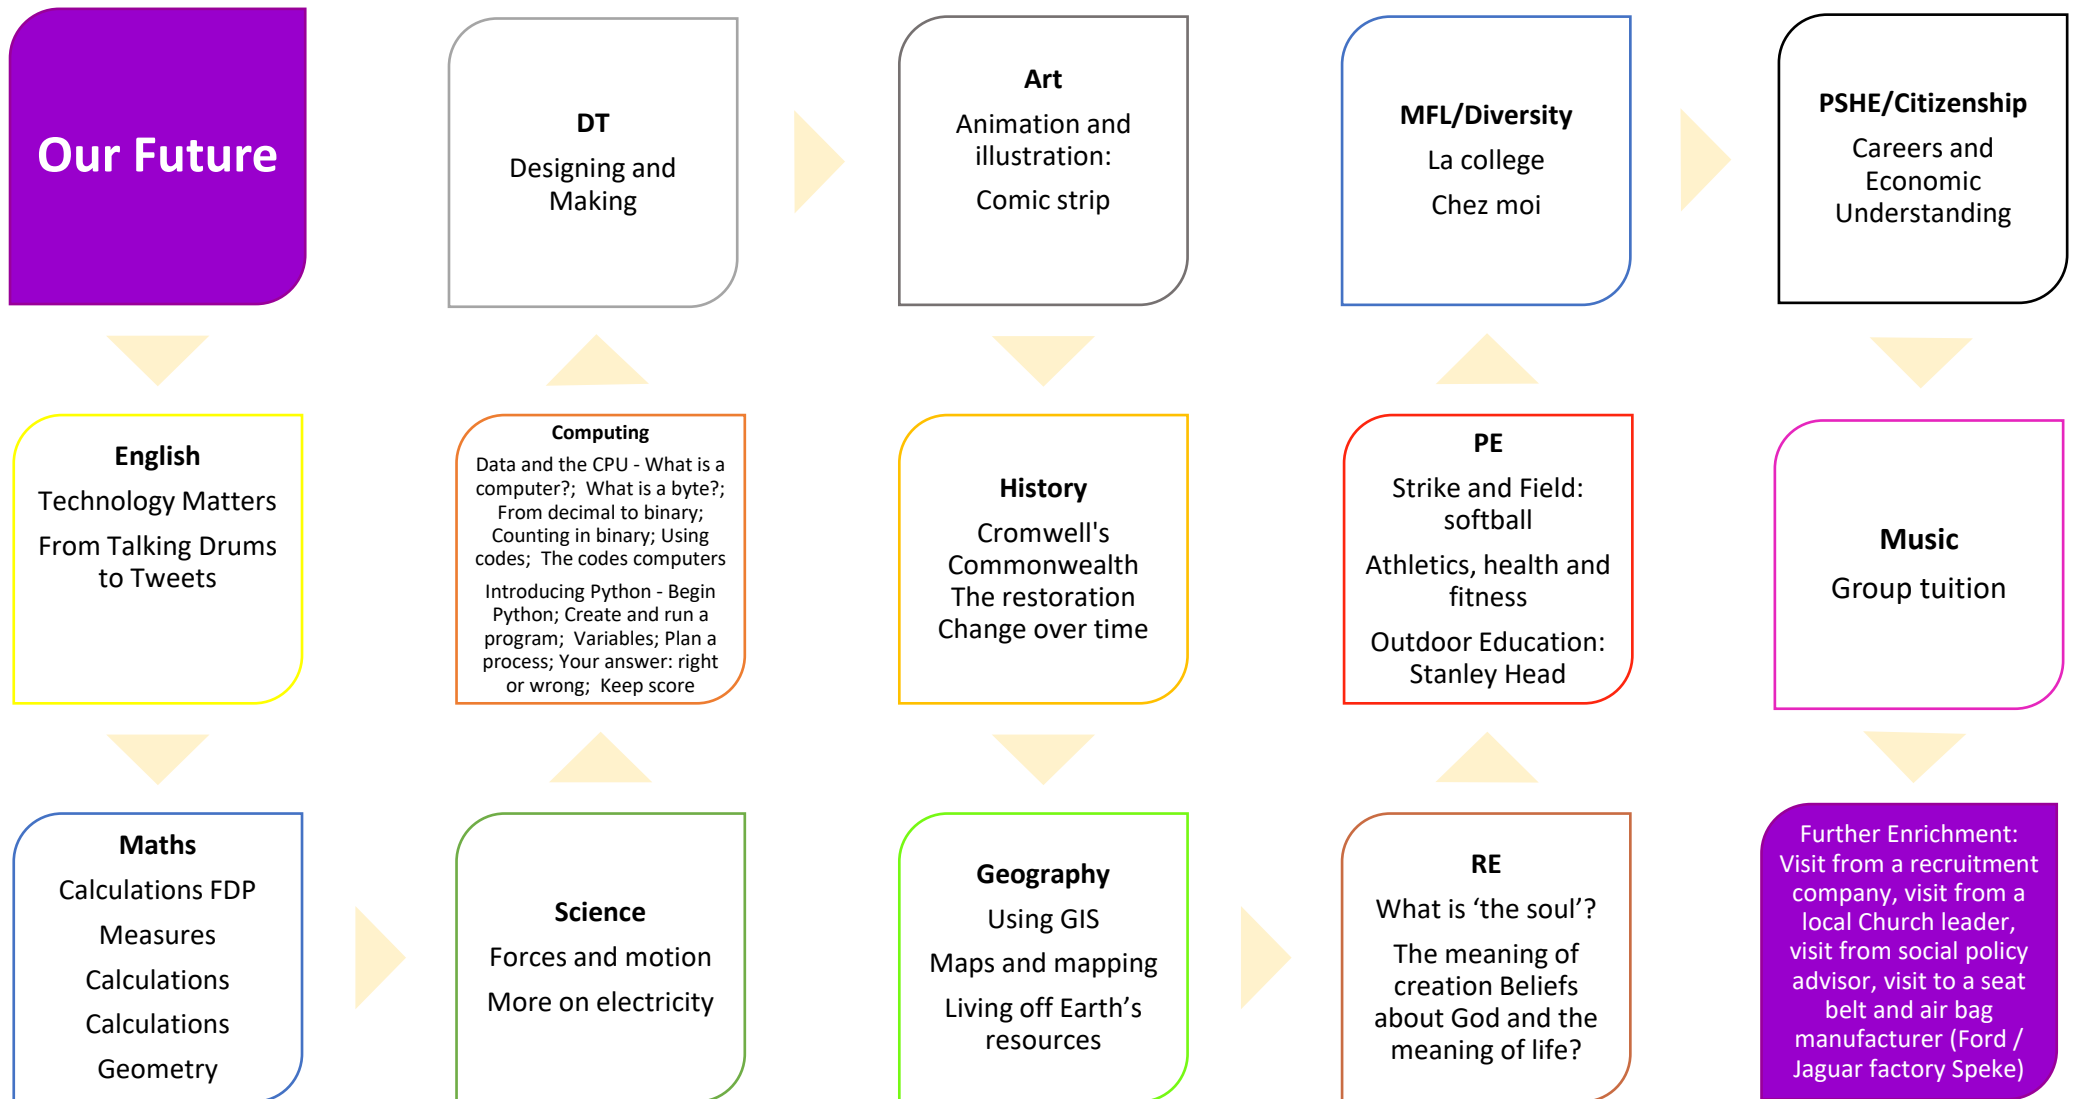 Our Future
English
Technology Matters
From Talking Drums
to Tweets
Maths
Calculations FDP
Measures
Calculations
Calculations
Geometry
Science
Forces and motion
More on electricity
Computing
Data and the CPU - What is a
computer?;  What is a byte?;
From decimal to binary;
Counting in binary; Using
codes;  The codes computers
Introducing Python - Begin
Python; Create and run a
program;  Variables; Plan a
process; Your answer: right
or wrong;  Keep score
DT
Designing and
Making
Art
Animation and
illustration:
Comic strip
History
Cromwell's
Commonwealth
The restoration
Change over time
Geography
Using GIS
Maps and mapping
Living off Earth’s
resources
RE
What is ‘the soul’?
The meaning of
creation Beliefs
about God and the
meaning of life?
PE
Strike and Field:
softball
Athletics, health and
fitness
Outdoor Education:
Stanley Head
MFL/Diversity
La college
Chez moi
PSHE/Citizenship
Careers and
Economic
Understanding
Music
Group tuition
Further Enrichment:
Visit from a recruitment
company, visit from a
local Church leader,
visit from social policy
advisor, visit to a seat
belt and air bag
manufacturer (Ford /
Jaguar factory Speke)